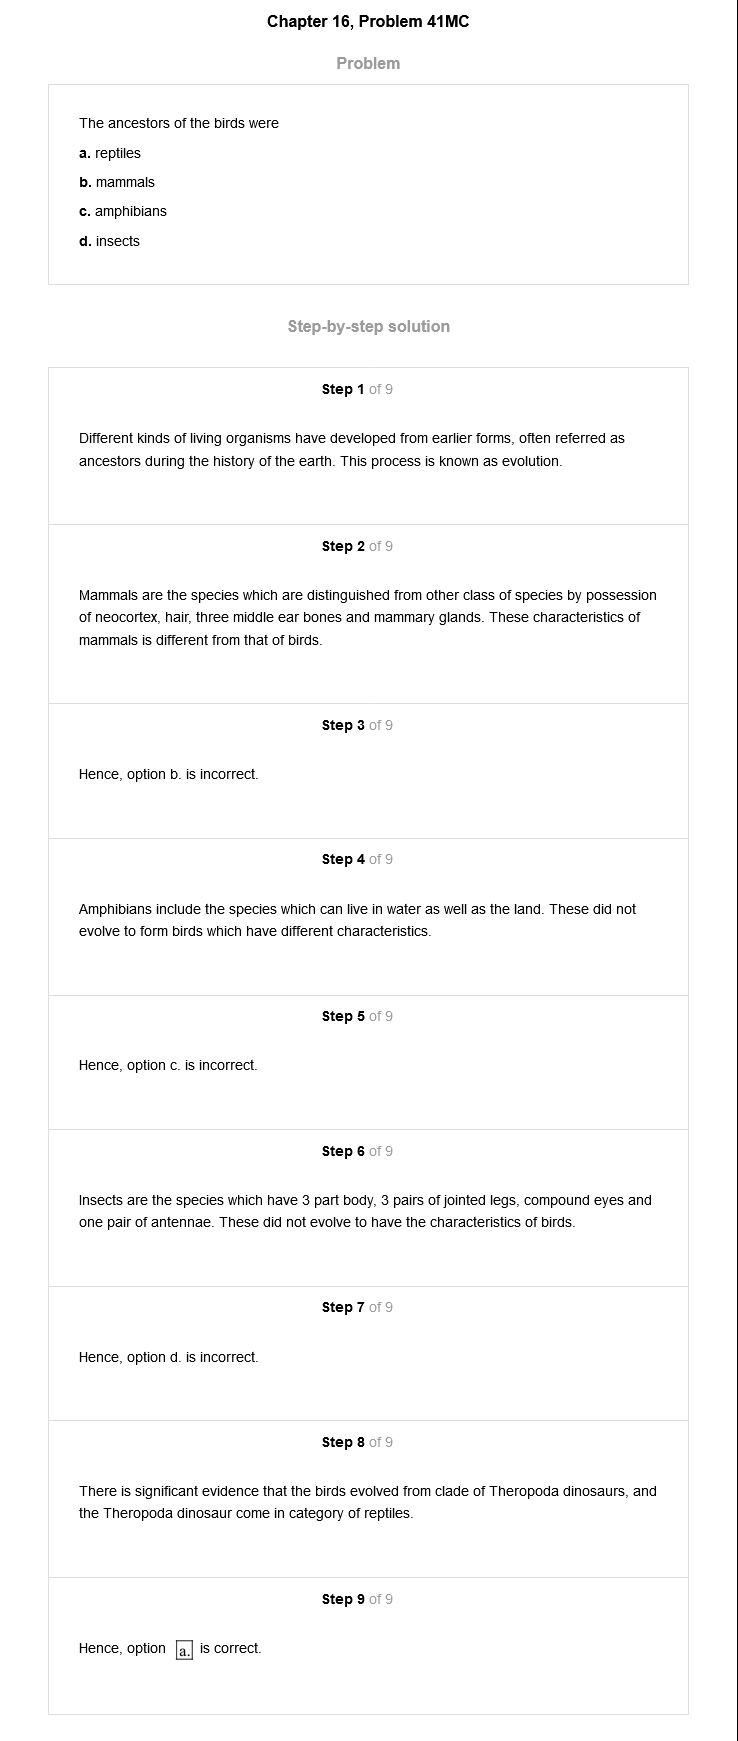 Chapter 16, Problem 41MC
Problem
The ancestors of the birds were
a. reptiles
b. mammals
c. amphibians
d. insects
Step-by-step solution
Step 1 of 9
Different kinds of living organisms have developed from earlier forms, often referred as
ancestors during the history of the earth. This process is known as evolution.
Step 2 of 9
Mammals are the species which are distinguished from other class of species by possession
of neocortex, hair, three middle ear bones and mammary glands. These characteristics of
mammals is different from that of birds.
Step 3 of 9
Hence, option b. is incorrect.
Step 4 of 9
Amphibians include the species which can live in water as well as the land. These did not
evolve to form birds which have different characteristics.
Step 5 of 9
Hence, option c. is incorrect.
Step 6 of 9
Insects are the species which have 3 part body, 3 pairs of jointed legs, compound eyes and
one pair of antennae. These did not evolve to have the characteristics of birds.
Step 7 of 9
Hence, option d. is incorrect.
Step 8 of 9
There is significant evidence that the birds evolved from clade of Theropoda dinosaurs, and
the Theropoda dinosaur come in category of reptiles.
Step 9 of 9
Hence, option a. is correct.